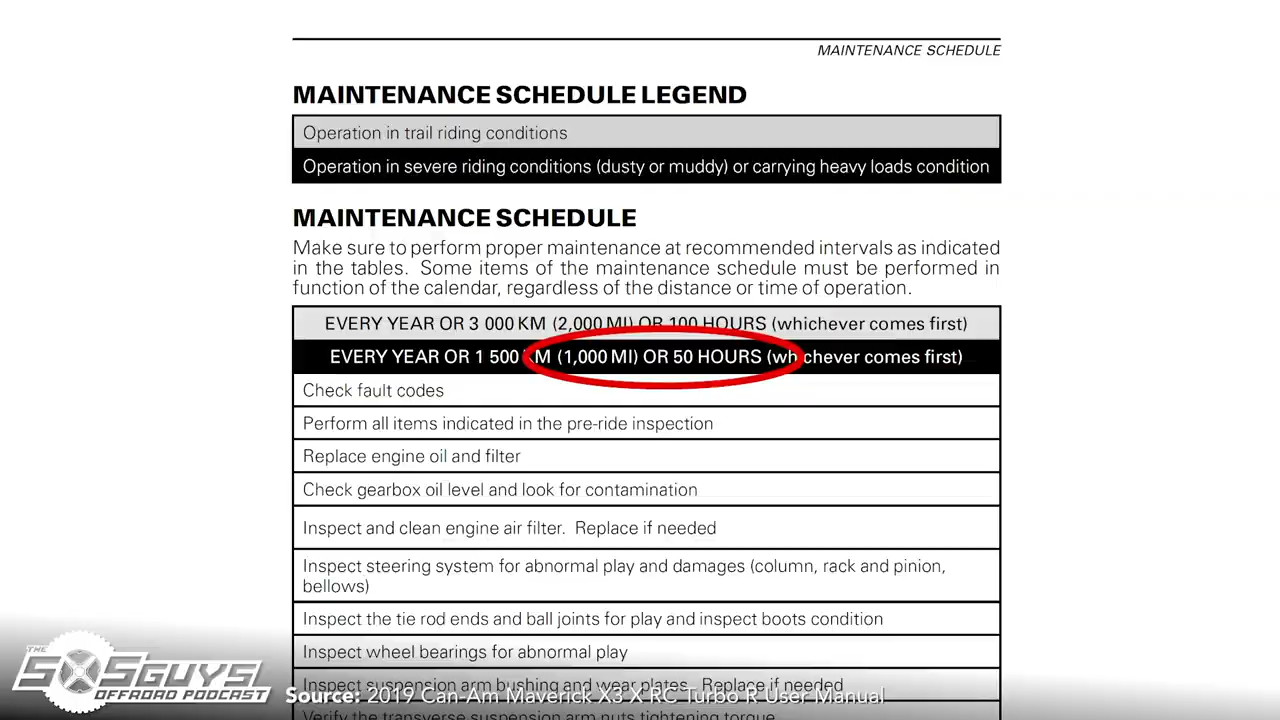 MAINTENANCE SCHEDULE
MAINTENANCE SCHEDULE LEGEND
Operation in trail riding conditions
Operation in severe riding conditions (dusty or muddy) or carrying heavy loads condition
MAINTENANCE SCHEDULE
Make sure to perform proper maintenance at recommended intervals as indicated
in the tables. Some items of the maintenance schedule must be performed in
function of the calendar, regardless of the distance or time of operation.
EVERY YEAR OR 3 000 KM (2,000 MI) OR 100 HOURS (whichever comes first)
EVERY YEAR OR 1 500 KM (1,000 MI) OR 50 HOURS (whichever comes first)
Check fault codes
Perform all items indicated in the pre-ride inspection
Replace engine oil and filter
Check gearbox oil level and look for contamination
Inspect and clean engine air filter. Replace if needed
Inspect steering system for abnormal play and damages (column, rack and pinion,
bellows)
Inspect the tie rod ends and ball joints for play and inspect boots condition
Inspect wheel bearings for abnormal play
Inspect suspension arm bushing and wear plates. Replace if needed
Verify the transverse suspension arm nuts tightening torque
THE
SXSGUYS
OFFROAD PODCAST
Source: 2019 Can-Am Maverick X3 X RC Turbo R User Manual